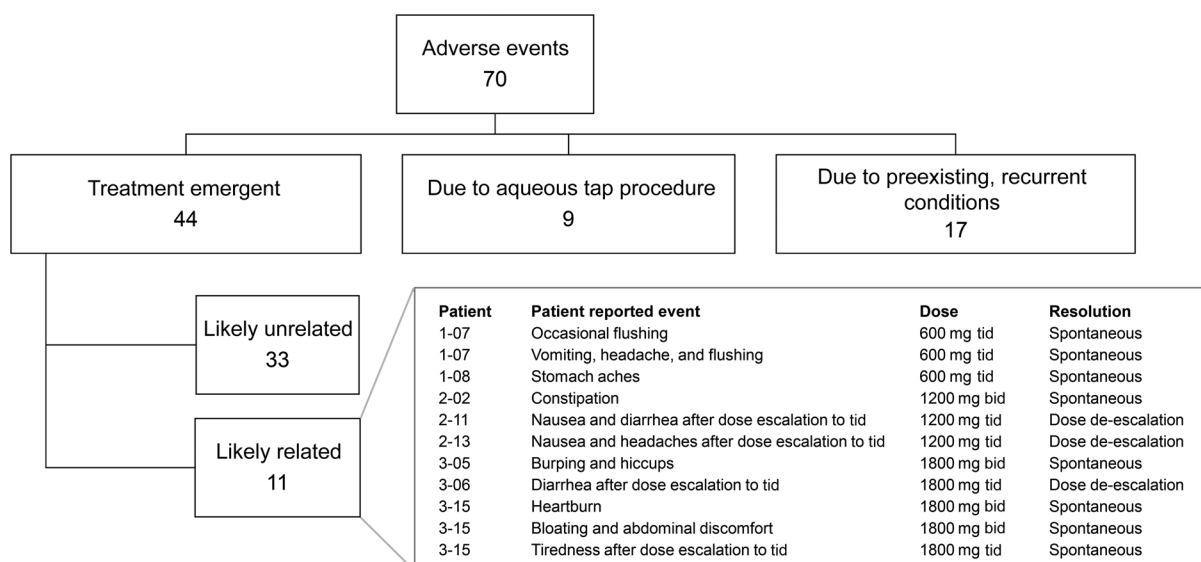 Adverse events
70
Treatment emergent
44
Due to aqueous tap procedure
9
Due to preexisting, recurrent
conditions
17
Likely unrelated
33
Likely related
11
Patient Patient reported event Dose Resolution
1-07 Occasional flushing 600 mg tid Spontaneous
1-07 Vomiting, headache, and flushing 600 mg tid Spontaneous
1-08 Stomach aches 600 mg tid Spontaneous
2-02 Constipation 1200 mg bid Spontaneous
2-11 Nausea and diarrhea after dose escalation to tid 1200 mg tid Dose de-escalation
2-13 Nausea and headaches after dose escalation to tid 1200 mg tid Dose de-escalation
3-05 Burping and hiccups 1800 mg bid Spontaneous
3-06 Diarrhea after dose escalation to tid 1800 mg tid Dose de-escalation
3-15 Heartburn 1800 mg bid Spontaneous
3-15 Bloating and abdominal discomfort 1800 mg bid Spontaneous
3-15 Tiredness after dose escalation to tid 1800 mg tid Spontaneous